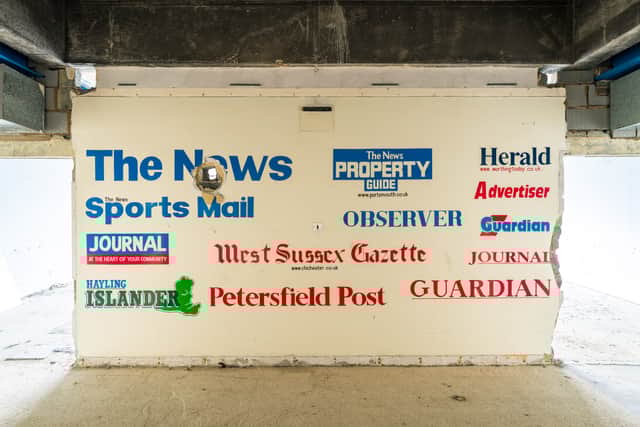 The News
The News
Sports Mail
JOURNAL
AT THE HEART OF YOUR COMMUNITY
HAYLING
ISLANDER
The News
PROPERTY
GUIDE
www.portsmouth.co.uk
OBSERVER
West Sussex Gazette
www.chichester.co.uk
Petersfield Post
Herald
www.worthingtoday.co.uk
Advertiser
Guardian
JOURNAL
GUARDIAN